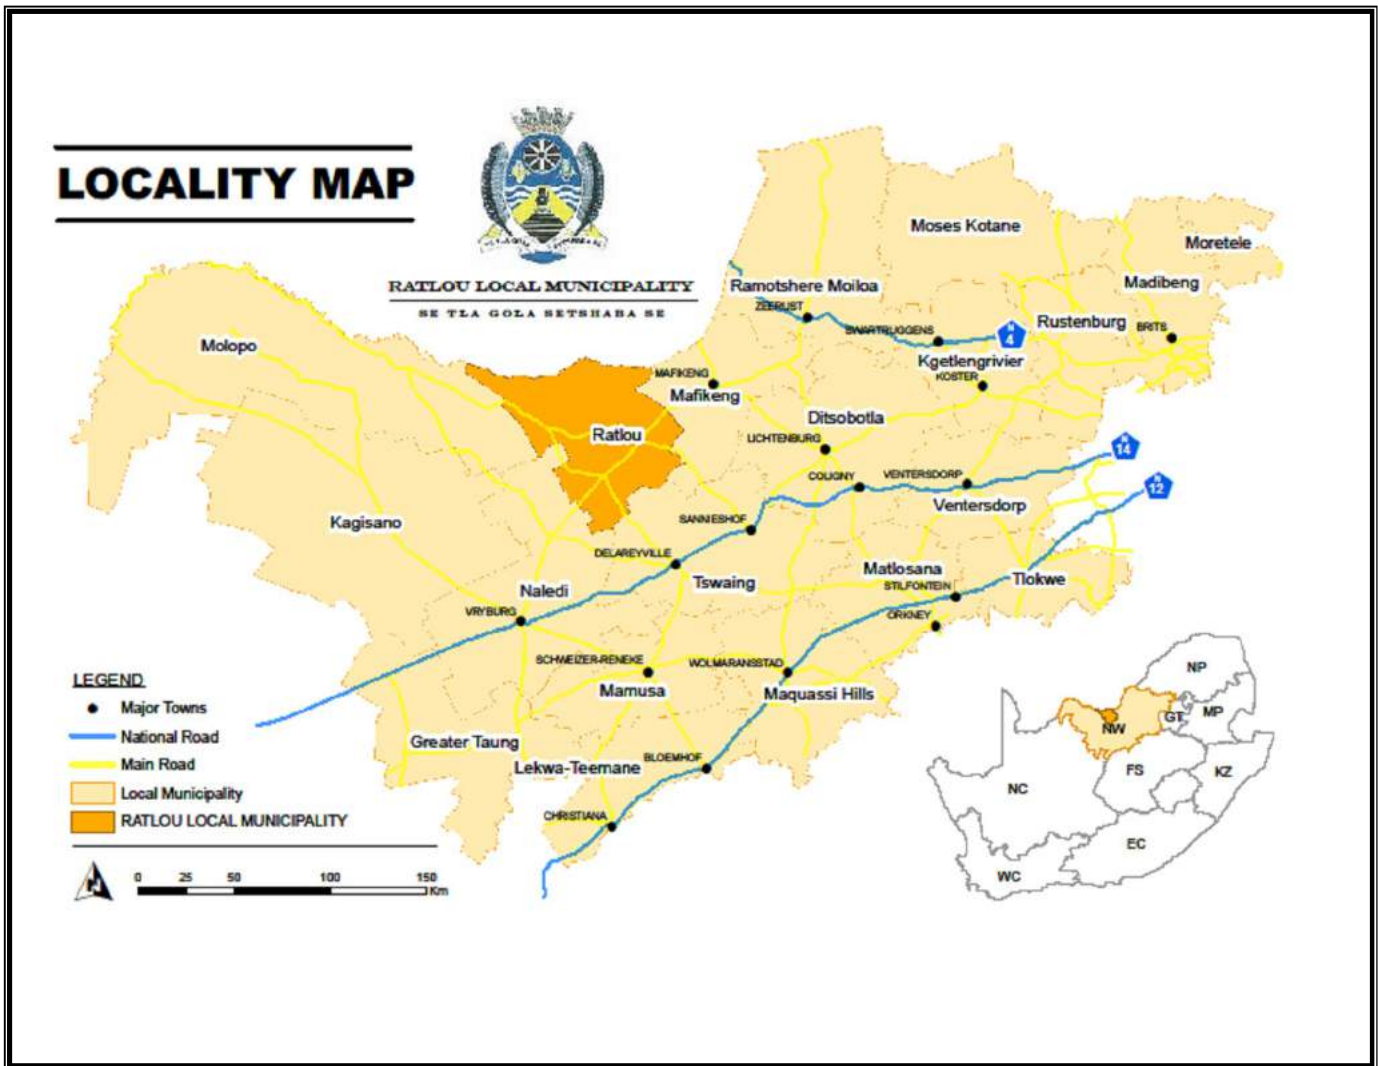 LOCALITY MAP
RATLOU LOCAL MUNICIPALITY
SE TLA GOLA SETSHABA SE
Moses Kotane
Moretele
Madibeng
Ramotshere Moiloa
ZEERUST
SWARTRUGGENS
N
4
Rustenburg
BRITS
Kgetlengrivier
KOSTER
Molopo
MAFIKENG
Mafikeng
Ratlou
Ditsobotla
LICHTENBURG
N
14
COLIGNY
VENTERSDORP
Ventersdorp
N
12
Kagisano
SANNIESHOF
DELAREYVILLE
Tswaing
Matlosana
STILFONTEIN
Tlokwe
Naledi
VRYBURG
ORKNEY
SCHWEIZER-RENEKE
WOLMARANSSTAD
Mamusa
Maquassi Hills
Greater Taung
Lekwa-Teemane
BLOEMHOF
CHRISTIANA
LEGEND
Major Towns
National Road
Main Road
Local Municipality
RATLOU LOCAL MUNICIPALITY
N
0 25 50 100 150
Km
NP
MP
GT
NW
FS
KZ
NC
EC
WC